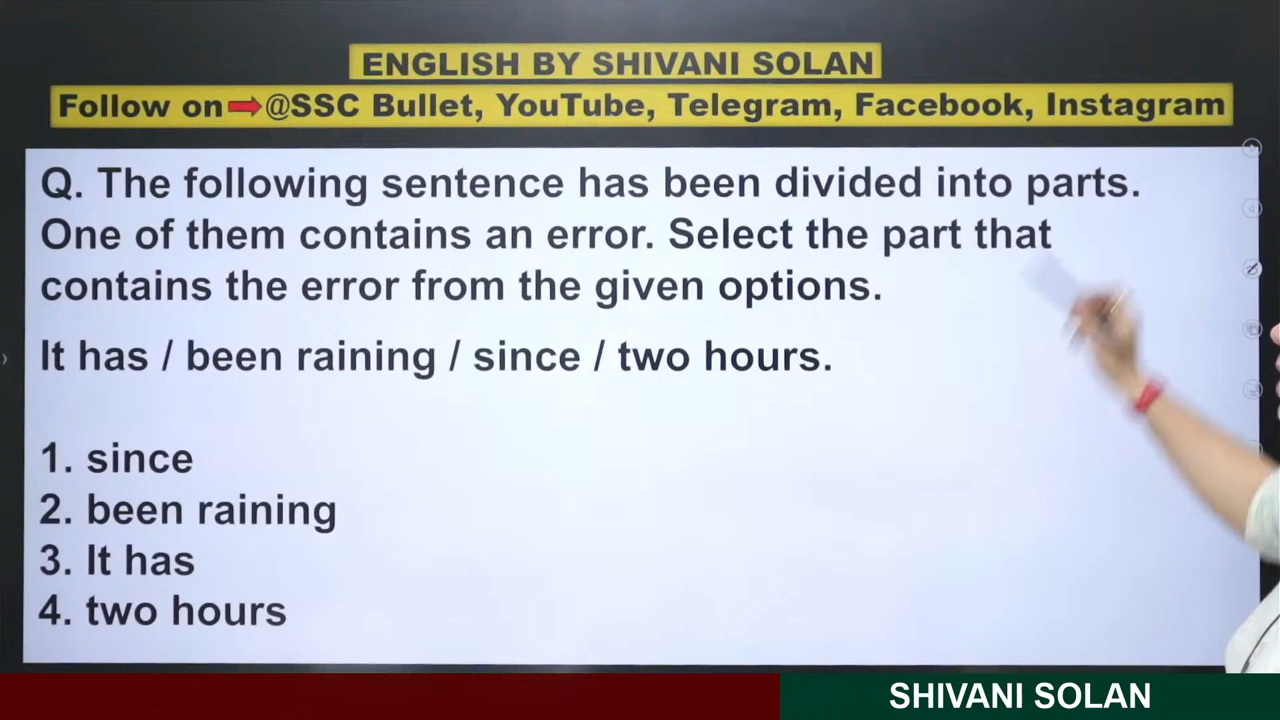 ENGLISH BY SHIVANI SOLAN
Follow on➡@SSC Bullet, YouTube, Telegram, Facebook, Instagram
Q. The following sentence has been divided into parts.
One of them contains an error. Select the part that
contains the error from the given options.
It has / been raining / since / two hours.
1. since
2. been raining
3. It has
4. two hours
SHIVANI SOLAN